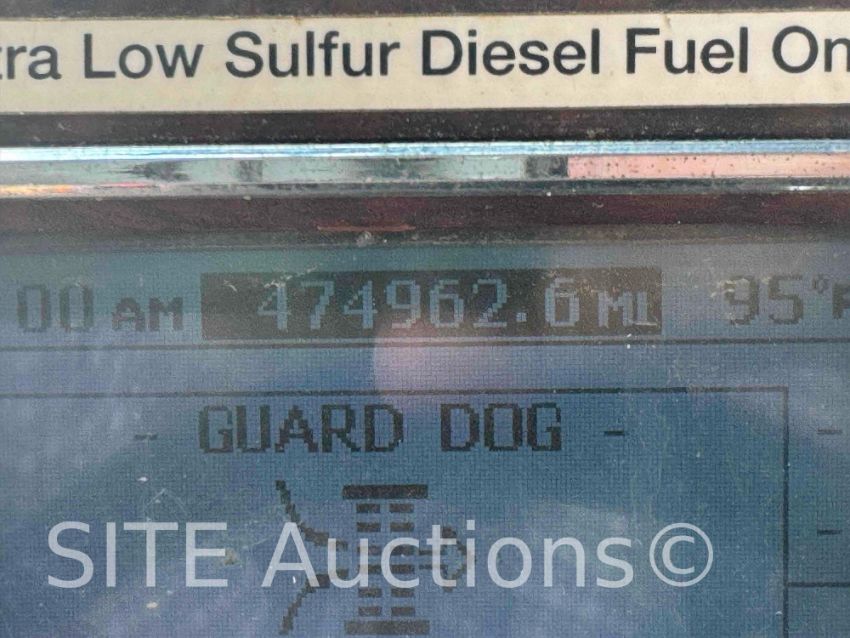 tra Low Sulfur Diesel Fuel On
00 AM 474962.6 MI 95°F
- GUARD DOG -
SITE Auctions©